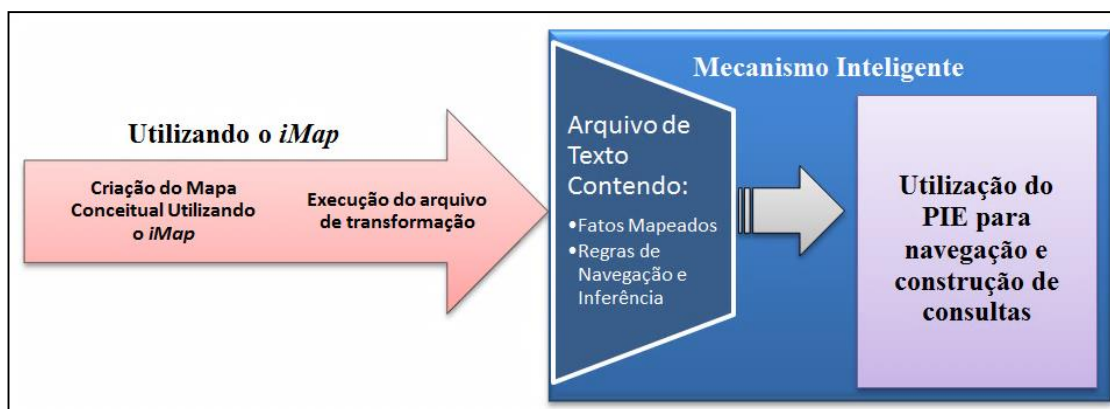 Utilizando o iMap
Criação do Mapa
Conceitual Utilizando
o iMap
Execução do arquivo
de transformação
Mecanismo Inteligente
Arquivo de
Texto
Contendo:
•Fatos Mapeados
•Regras de
Navegação e
Inferência
Utilização do
PIE para
navegação e
construção de
consultas